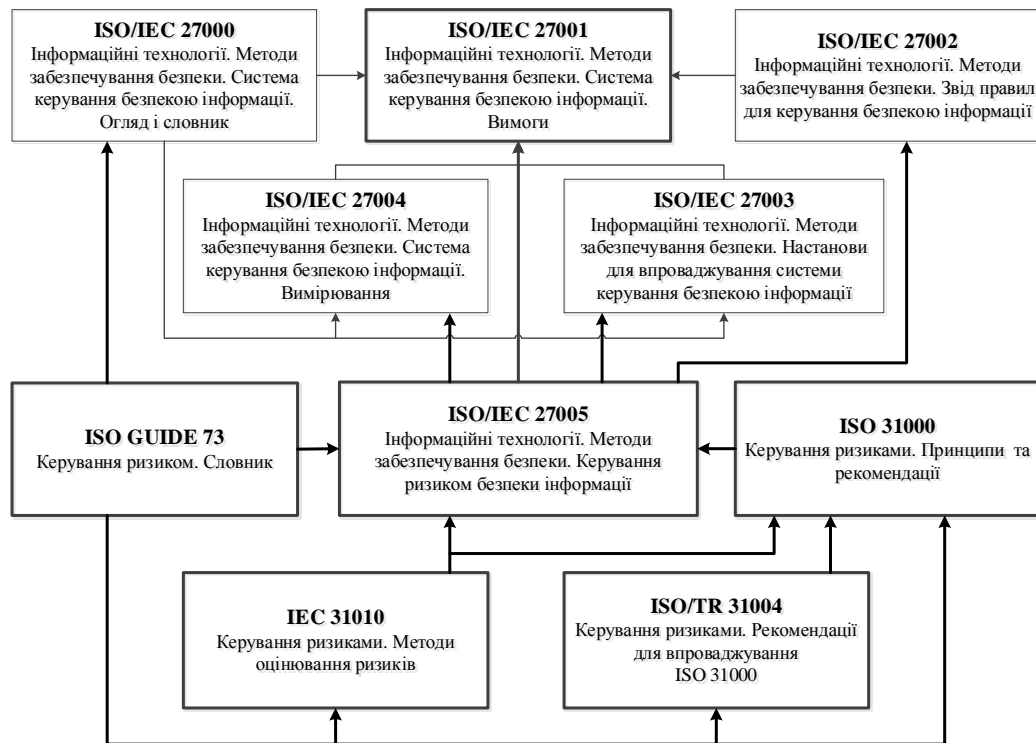 ISO/IEC 27000
Інформаційні технології. Методи
забезпечування безпеки. Система
керування безпекою інформації.
Огляд і словник
ISO/IEC 27001
Інформаційні технології. Методи
забезпечування безпеки. Система
керування безпекою інформації.
Вимоги
ISO/IEC 27002
Інформаційні технології. Методи
забезпечування безпеки. Звід правил
для керування безпекою інформації
ISO/IEC 27004
Інформаційні технології. Методи
забезпечування безпеки. Система
керування безпекою інформації.
Вимірювання
ISO/IEC 27003
Інформаційні технології. Методи
забезпечування безпеки. Настанови
для впроваджування системи
керування безпекою інформації
ISO GUIDE 73
Керування ризиком. Словник
ISO/IEC 27005
Інформаційні технології. Методи
забезпечування безпеки. Керування
ризиком безпеки інформації
ISO 31000
Керування ризиками. Принципи та
рекомендації
IEC 31010
Керування ризиками. Методи
оцінювання ризиків
ISO/TR 31004
Керування ризиками. Рекомендації
для впроваджування
ISO 31000